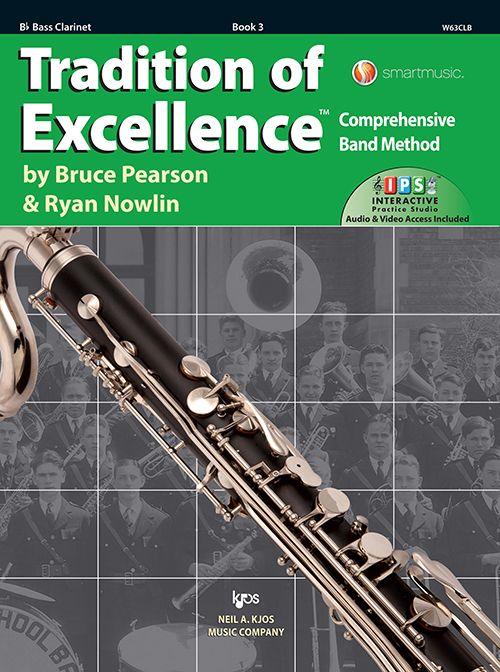 B♭ Bass Clarinet Book 3 W63CLB
Tradition of
Excellence™
smartmusic.
Comprehensive
Band Method
by Bruce Pearson
& Ryan Nowlin
IPS
INTERACTIVE
Practice Studio
Audio & Video Access Included
SCHOOL B
kjos
NEIL A. KJOS
MUSIC COMPANY